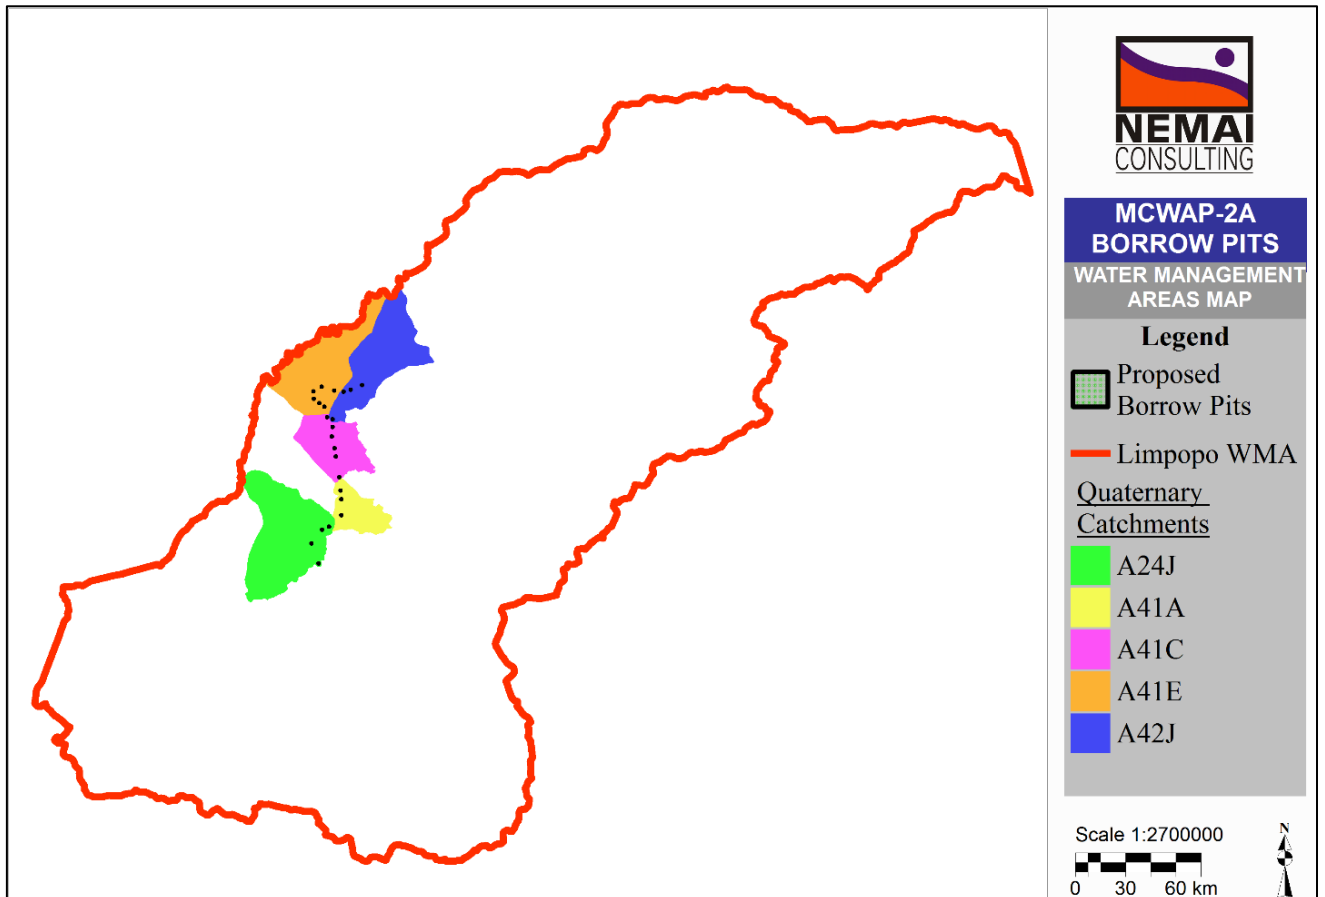 NEMAI
CONSULTING
MCWAP-2A
BORROW PITS
WATER MANAGEMENT
AREAS MAP
Legend
Proposed
Borrow Pits
Limpopo WMA
Quaternary
Catchments
A24J
A41A
A41C
A41E
A42J
Scale 1:2700000
N
0 30 60 km